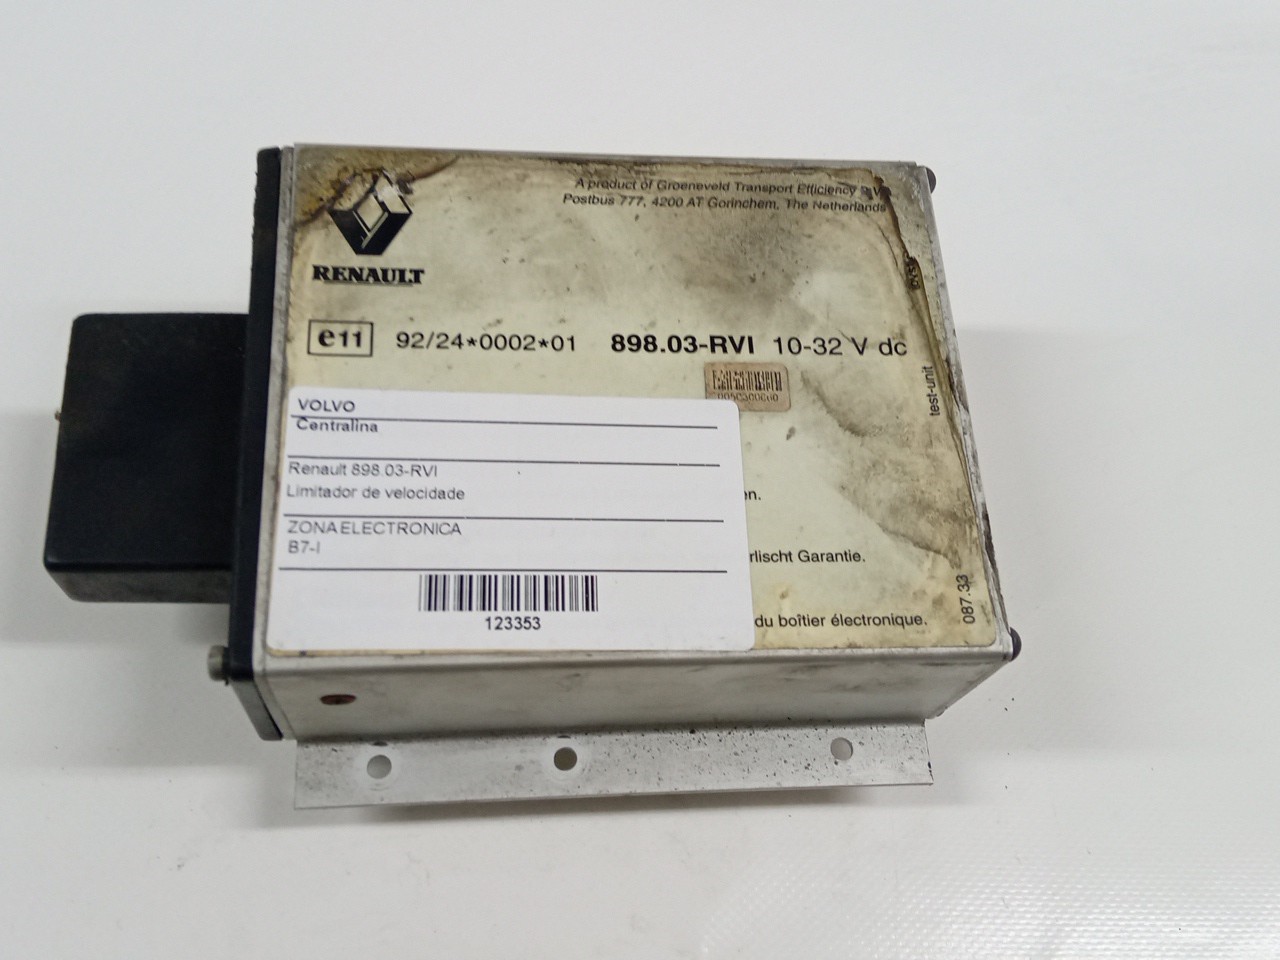 A product of Groeneveld Transport Efficiency B.V.
Postbus 777, 4200 AT Gorinchem, The Netherlands
RENAULT
e11 92/24*0002*01 898.03-RVI 10-32 V dc
test-unit
VOLVO
Centralina
Renault 898.03-RVI
Limitador de velocidade
ZONAELECTRONICA
B7-I
123353
en.
rlischt Garantie.
du boîtier électronique.
087.33